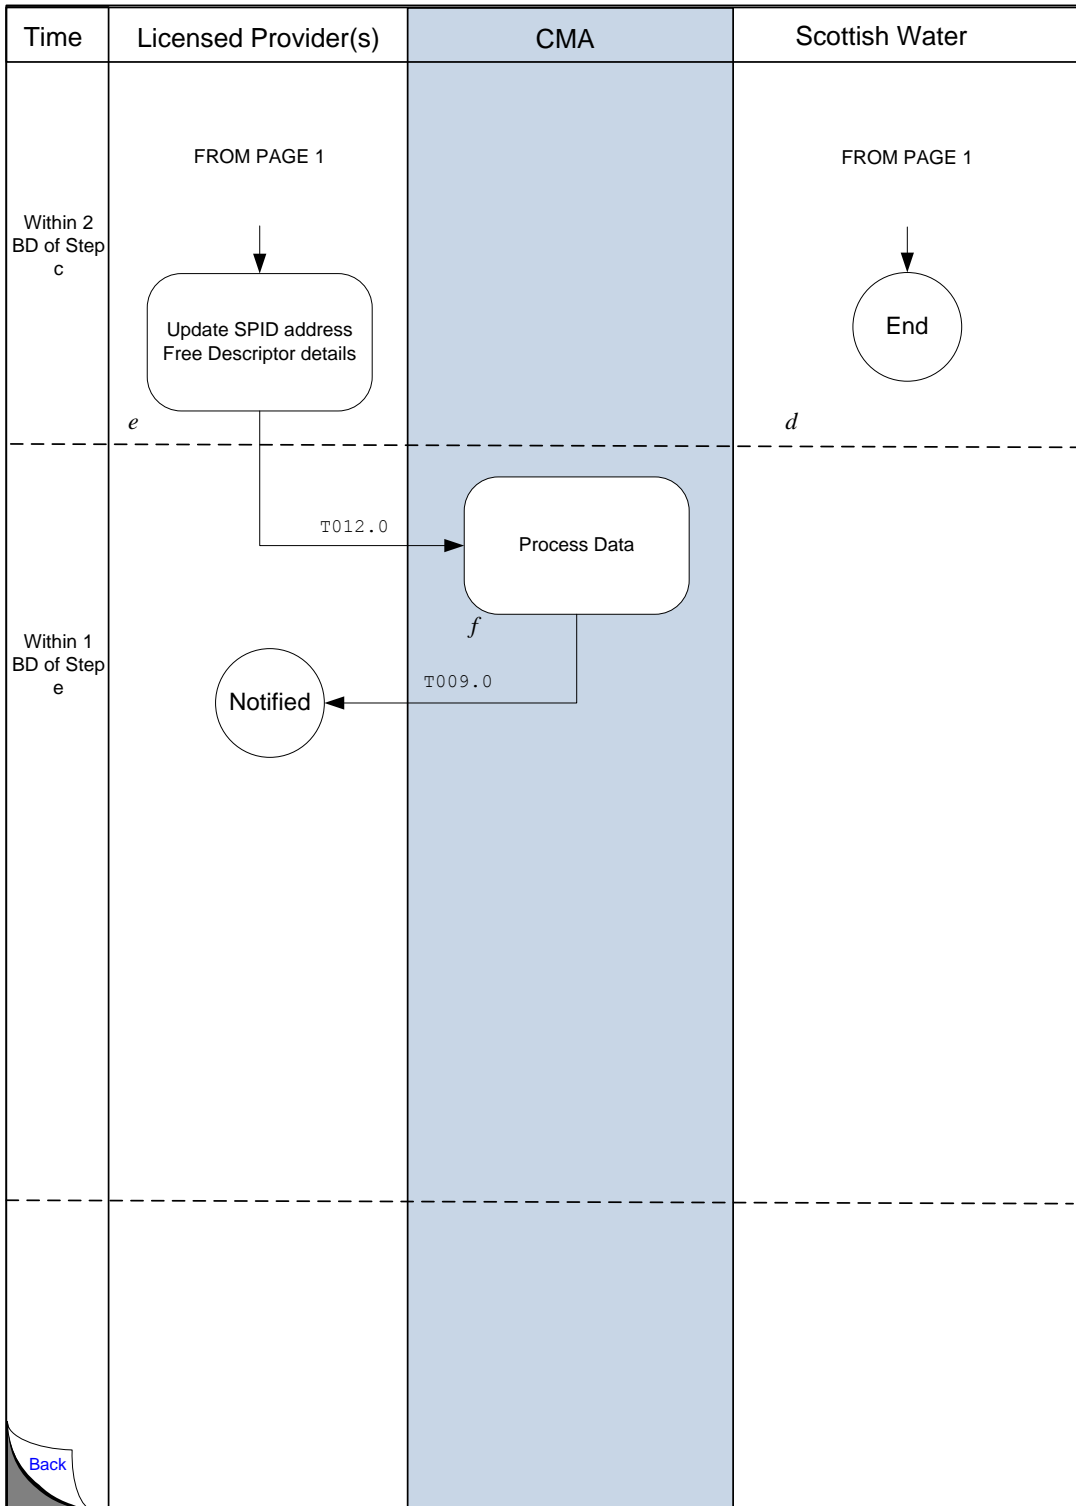 Time
Licensed Provider(s)
CMA
Scottish Water
FROM PAGE 1
FROM PAGE 1
Within 2
BD of Step
c
Update SPID address
Free Descriptor details
End
e
d
T012.0
Process Data
f
Within 1
BD of Step
e
T009.0
Notified
Back